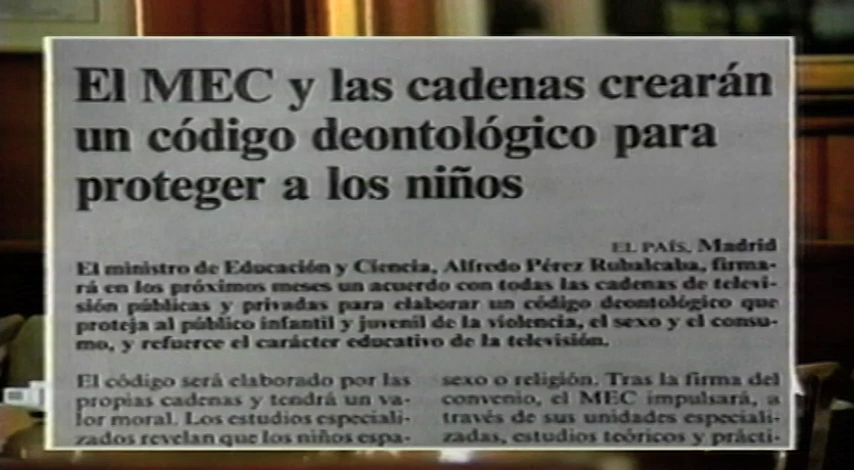 El MEC y las cadenas crearán
un código deontológico para
proteger a los niños
EL PAÍS, Madrid
El ministro de Educación y Ciencia, Alfredo Pérez Rubalcaba, firma-
rá en los próximos meses un acuerdo con todas las cadenas de televi-
sión públicas y privadas para elaborar un código deontológico que
proteja al público infantil y juvenil de la violencia, el sexo y el consu-
mo, y refuerce el carácter educativo de la televisión.
El código será elaborado por las
propias cadenas y tendrá un va-
lor moral. Los estudios especiali-
zados revelan que los niños espa-
sexo o religión. Tras la firma del
convenio, el MEC impulsará, a
través de sus unidades especiali-
zadas, estudios teóricos y prácti-